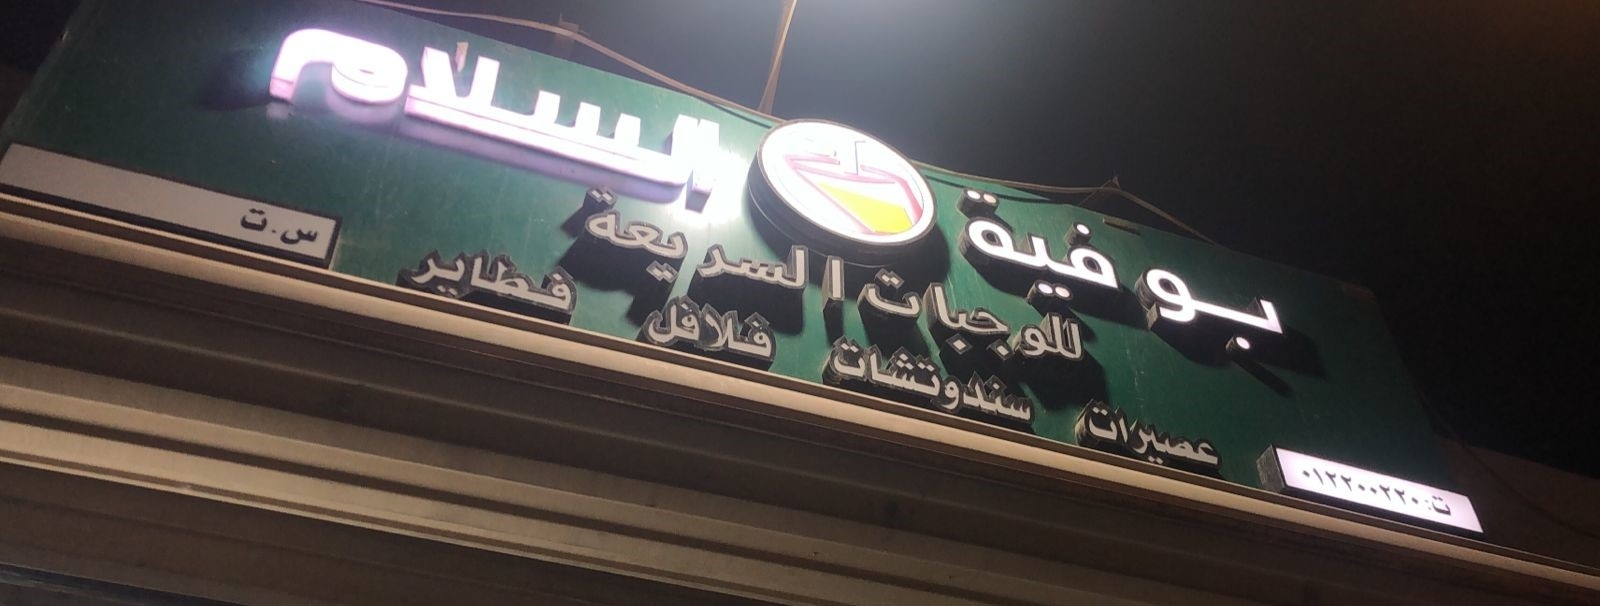 بوفية السلام
للوجبات السريعة
عصيرات سندوتشات فلافل فطاير
ت: ٠١٢٢٠٠٢٢٠
س.ت